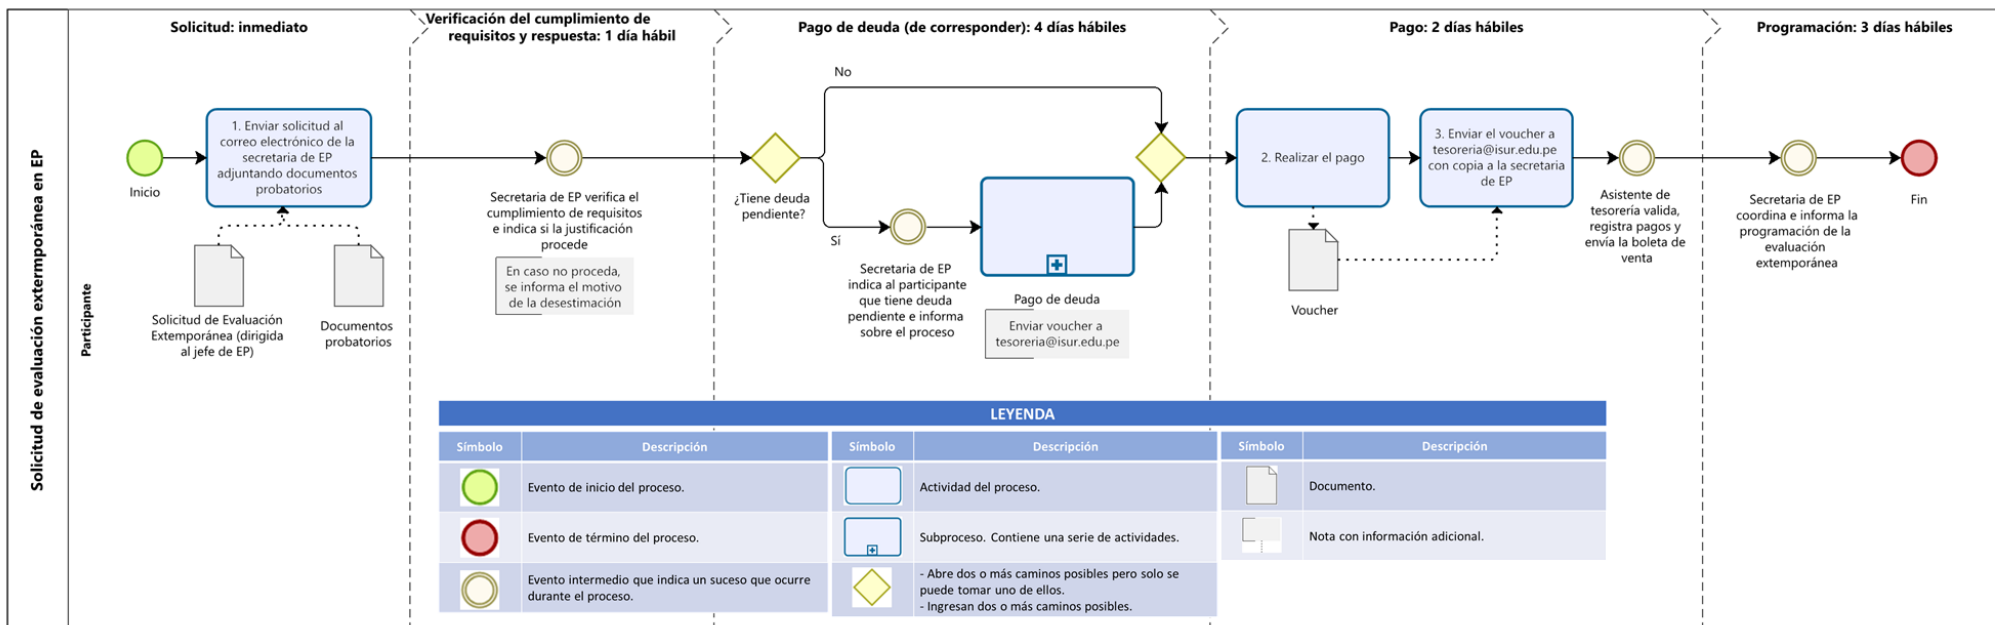 Solicitud de evaluación extermporánea en EP
Participante
Solicitud: inmediato
Verificación del cumplimiento de
requisitos y respuesta: 1 día hábil
Pago de deuda (de corresponder): 4 días hábiles
Pago: 2 días hábiles
Programación: 3 días hábiles
Inicio
1. Enviar solicitud al
correo electrónico de la
secretaria de EP
adjuntando documentos
probatorios
Solicitud de Evaluación
Extemporánea (dirigida
al jefe de EP)
Documentos
probatorios
Secretaria de EP verifica el
cumplimiento de requisitos
e indica si la justificación
procede
En caso no proceda,
se informa el motivo
de la desestimación
¿Tiene deuda
pendiente?
No
Sí
Secretaria de EP
indica al participante
que tiene deuda
pendiente e informa
sobre el proceso
Pago de deuda
Enviar voucher a
tesoreria@isur.edu.pe
2. Realizar el pago
Voucher
3. Enviar el voucher a
tesoreria@isur.edu.pe
con copia a la secretaria
de EP
Asistente de
tesorería valida,
registra pagos y
envía la boleta de
venta
Secretaria de EP
coordina e informa la
programación de la
evaluación
extemporánea
Fin
LEYENDA
Símbolo
Descripción
Símbolo
Descripción
Símbolo
Descripción
Evento de inicio del proceso.
Actividad del proceso.
Documento.
Evento de término del proceso.
Subproceso. Contiene una serie de actividades.
Nota con información adicional.
Evento intermedio que indica un suceso que ocurre
durante el proceso.
- Abre dos o más caminos posibles pero solo se
puede tomar uno de ellos.
- Ingresan dos o más caminos posibles.